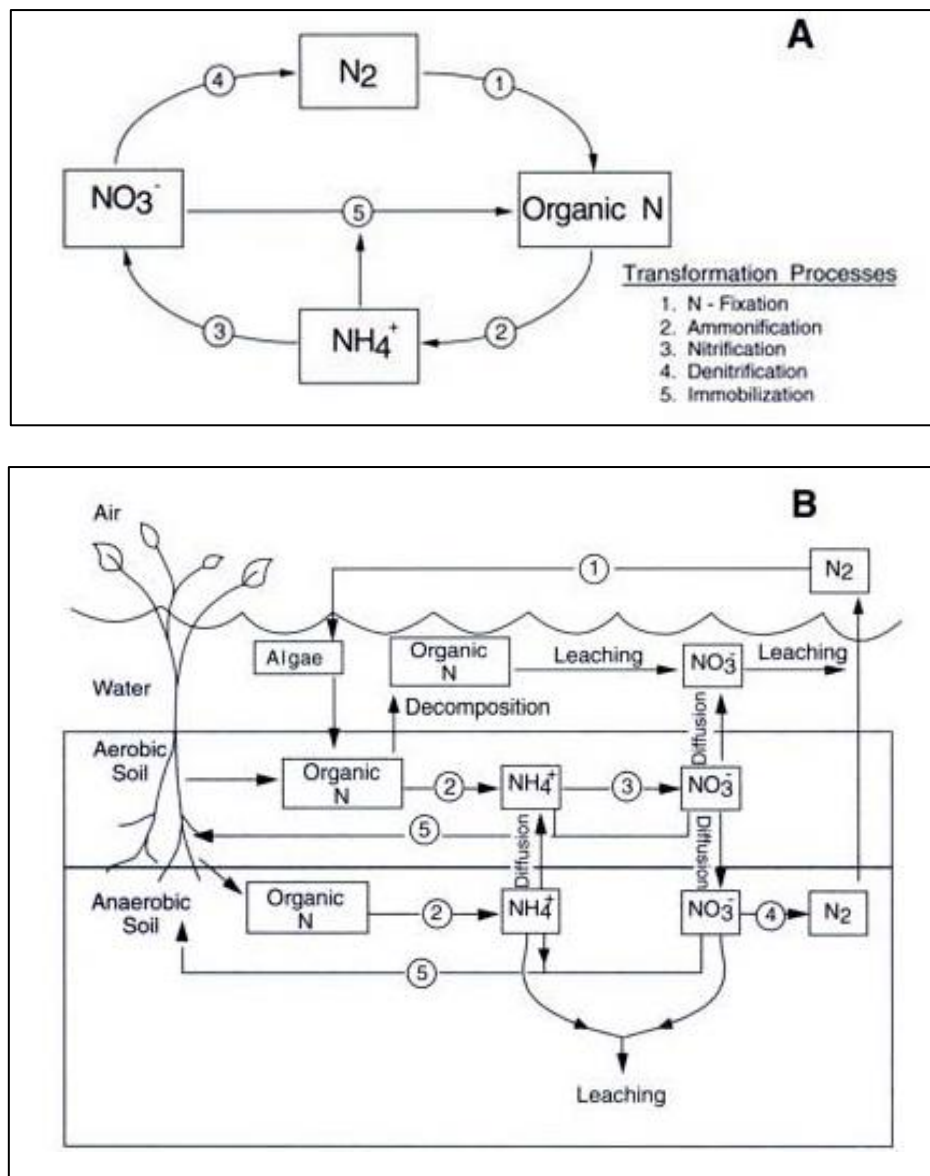 A
N2
4
1
NO3-
5
Organic N
NH4+
3
2
Transformation Processes
1. N - Fixation
2. Ammonification
3. Nitrification
4. Denitrification
5. Immobilization
B
Air
1
N2
Algae
Organic
N
Leaching
NO3-
Leaching
Water
Decomposition
Diffusion
Aerobic
Soil
Organic
N
2
NH4+
3
NO3-
5
Diffusion
Diffusion
Anaerobic
Soil
Organic
N
2
NH4+
NO3-
4
N2
5
Leaching